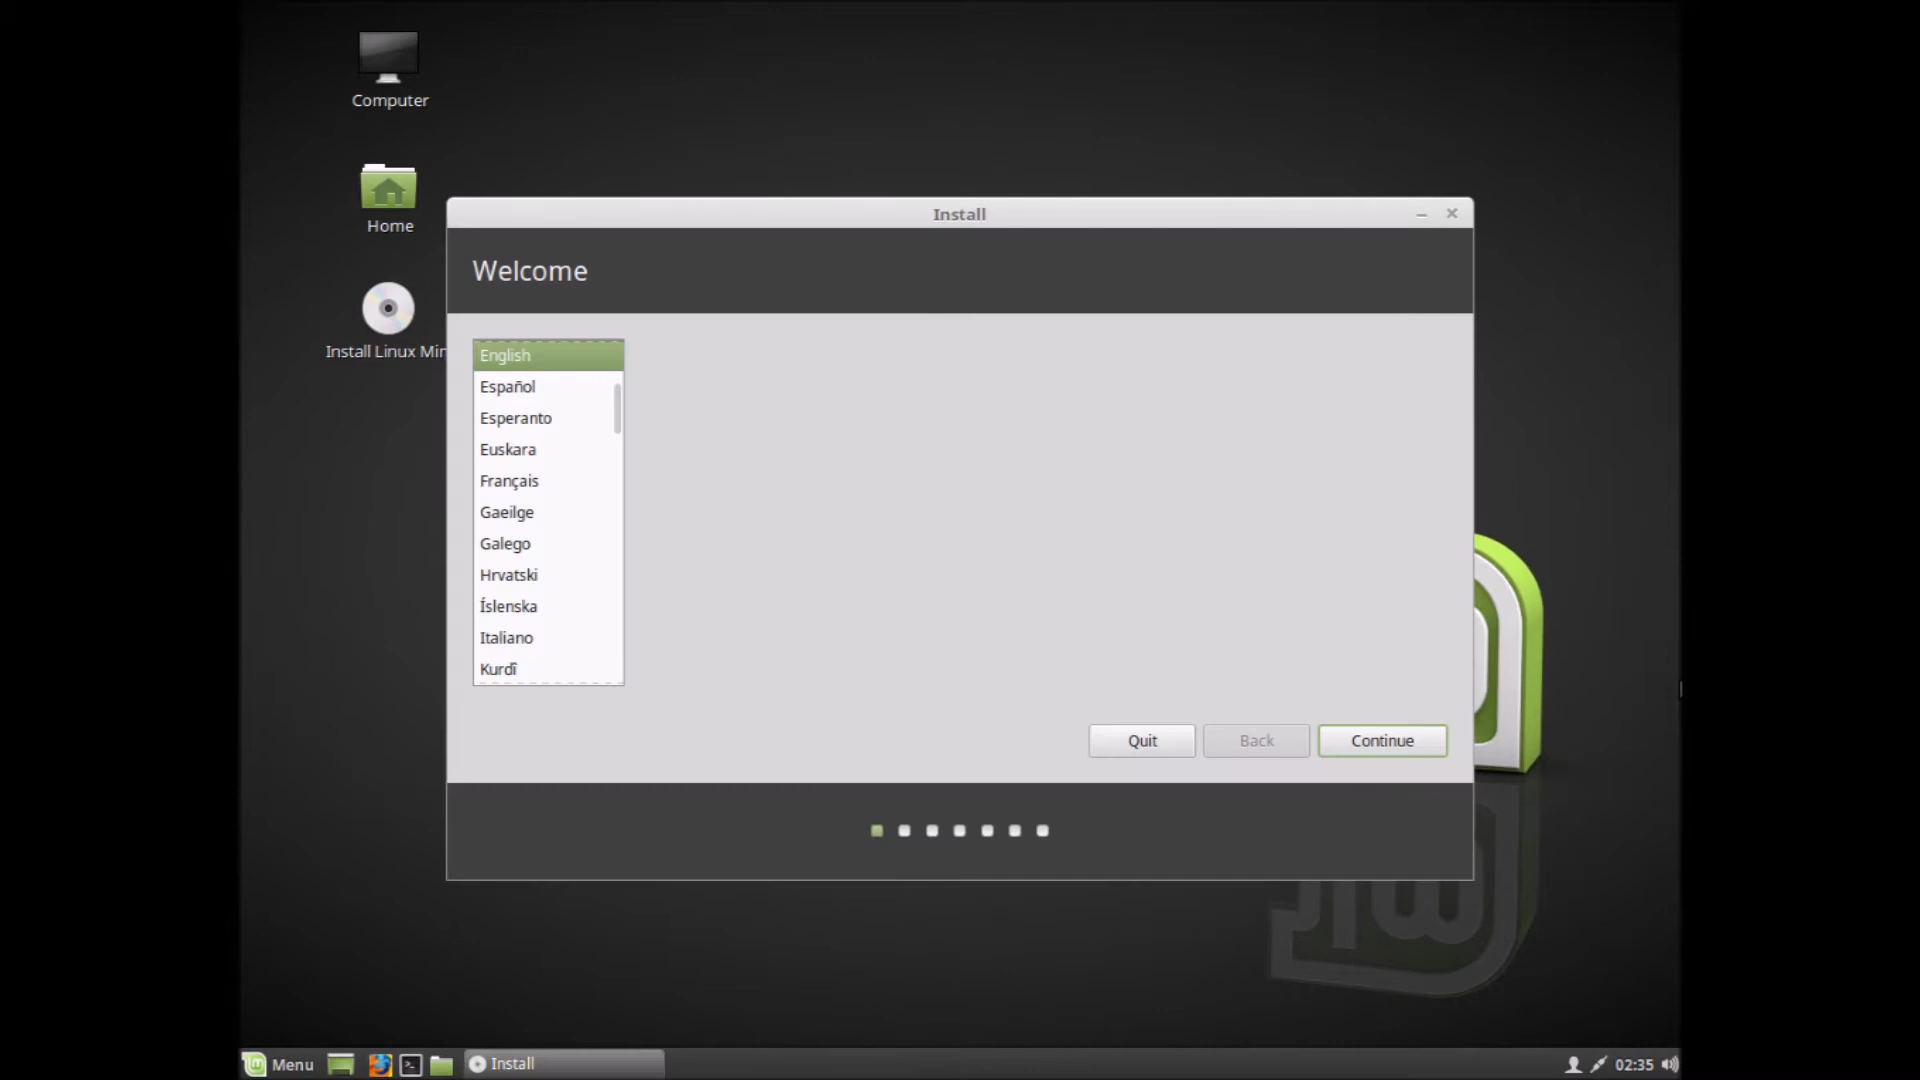 Computer
Home
Install Linux Min
Install
Welcome
English
Español
Esperanto
Euskara
Français
Gaeilge
Galego
Hrvatski
Íslenska
Italiano
Kurdî
Quit Back Continue
Menu Install 02:35